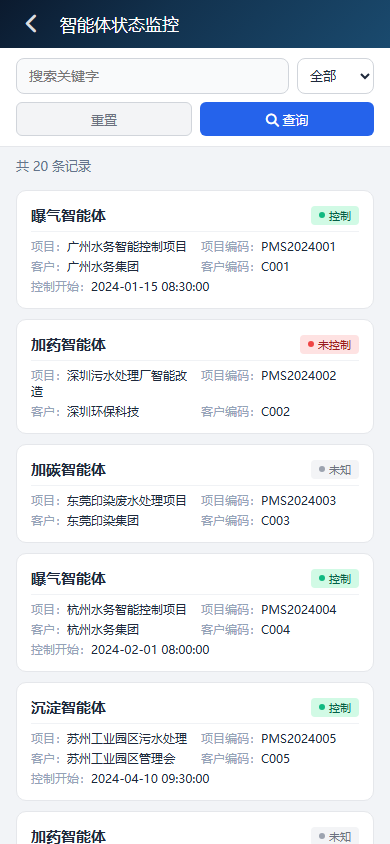 智能体状态监控
搜索关键字 全部
重置 查询
共 20 条记录
曝气智能体 控制
项目: 广州水务智能控制项目 项目编码: PMS2024001
客户: 广州水务集团 客户编码: C001
控制开始: 2024-01-15 08:30:00
加药智能体 未控制
项目: 深圳污水处理厂智能改造 项目编码: PMS2024002
客户: 深圳环保科技 客户编码: C002
加碳智能体 未知
项目: 东莞印染废水处理项目 项目编码: PMS2024003
客户: 东莞印染集团 客户编码: C003
曝气智能体 控制
项目: 杭州水务智能控制项目 项目编码: PMS2024004
客户: 杭州水务集团 客户编码: C004
控制开始: 2024-02-01 08:00:00
沉淀智能体 控制
项目: 苏州工业园区污水处理 项目编码: PMS2024005
客户: 苏州工业园区管理会 客户编码: C005
控制开始: 2024-04-10 09:30:00
加药智能体 未知